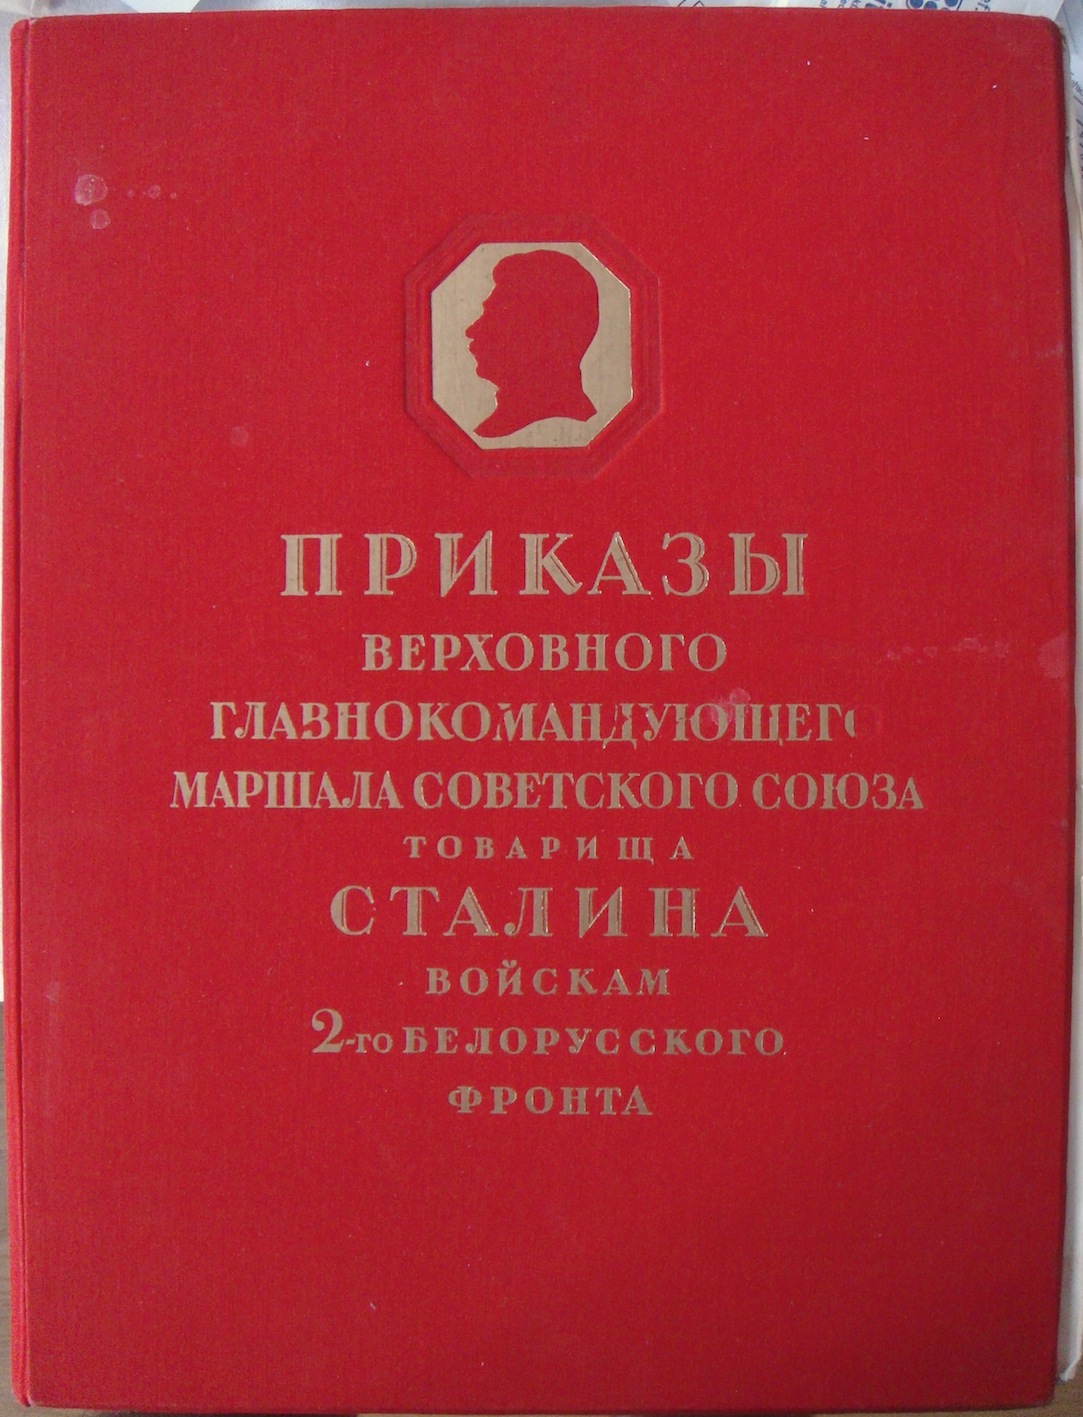 ПРИКАЗЫ
ВЕРХОВНОГО
ГЛАВНОКОМАНДУЮЩЕГО
МАРШАЛА СОВЕТСКОГО СОЮЗА
ТОВАРИЩА
СТАЛИНА
ВОЙСКАМ
2-го БЕЛОРУССКОГО
ФРОНТА